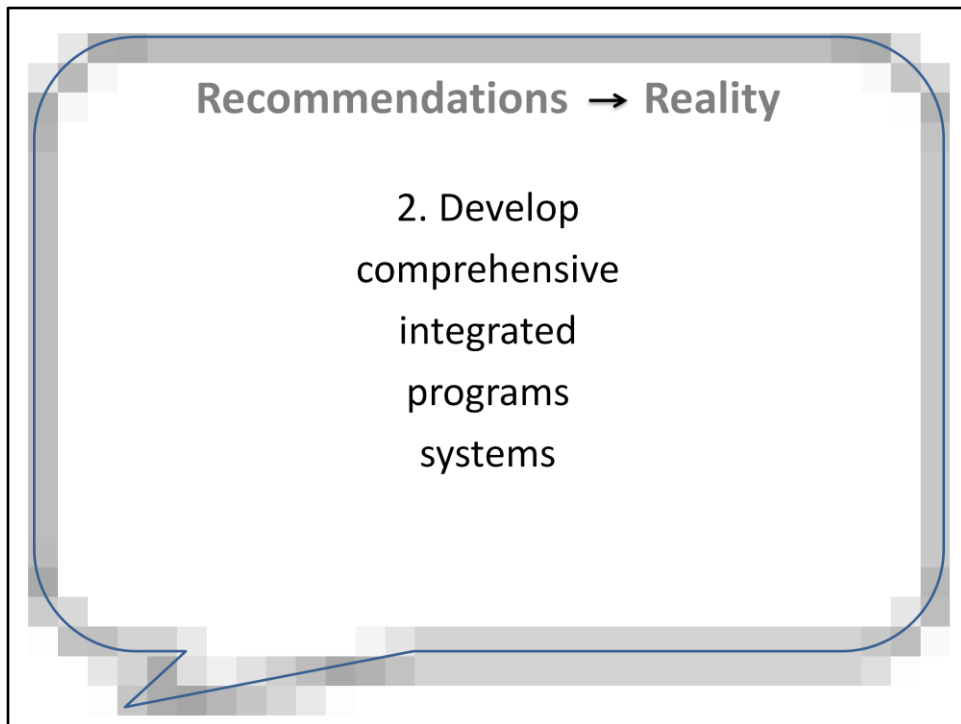 Recommendations → Reality
2. Develop
comprehensive
integrated
programs
systems